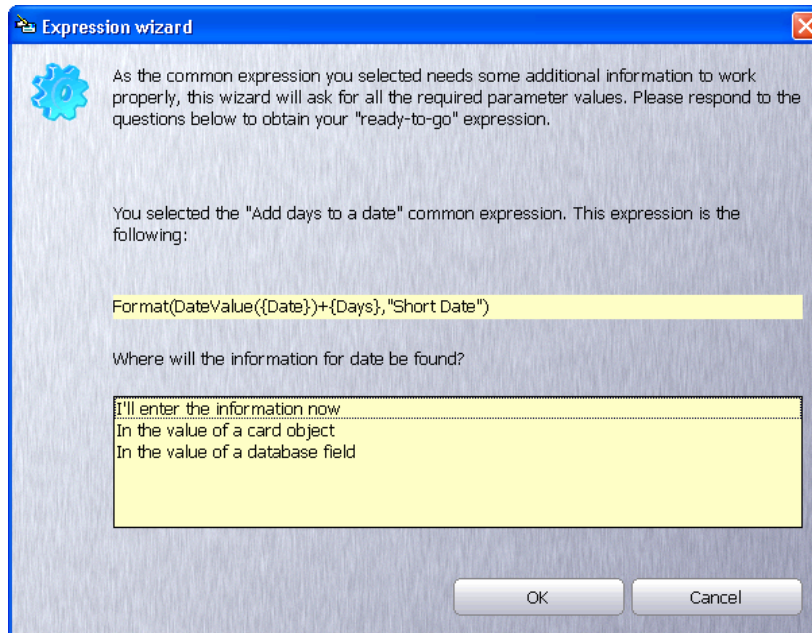 Expression wizard
As the common expression you selected needs some additional information to work
properly, this wizard will ask for all the required parameter values. Please respond to the
questions below to obtain your "ready-to-go" expression.
You selected the "Add days to a date" common expression. This expression is the
following:
Format(DateValue({Date})+{Days},"Short Date")
Where will the information for date be found?
I'll enter the information now
In the value of a card object
In the value of a database field
OK
Cancel